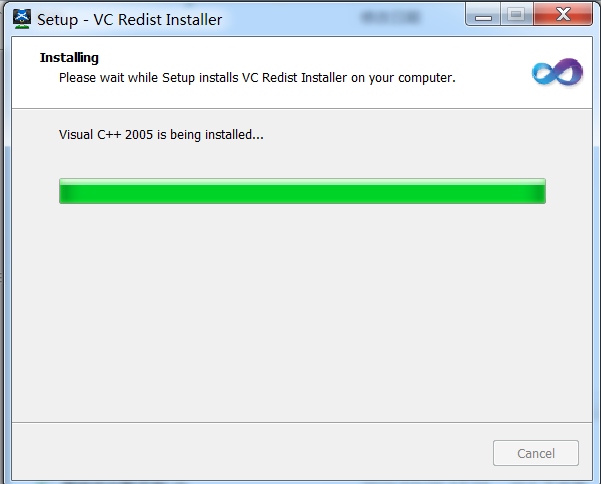 Setup - VC Redist Installer
Installing
Please wait while Setup installs VC Redist Installer on your computer.
Visual C++ 2005 is being installed...
Cancel